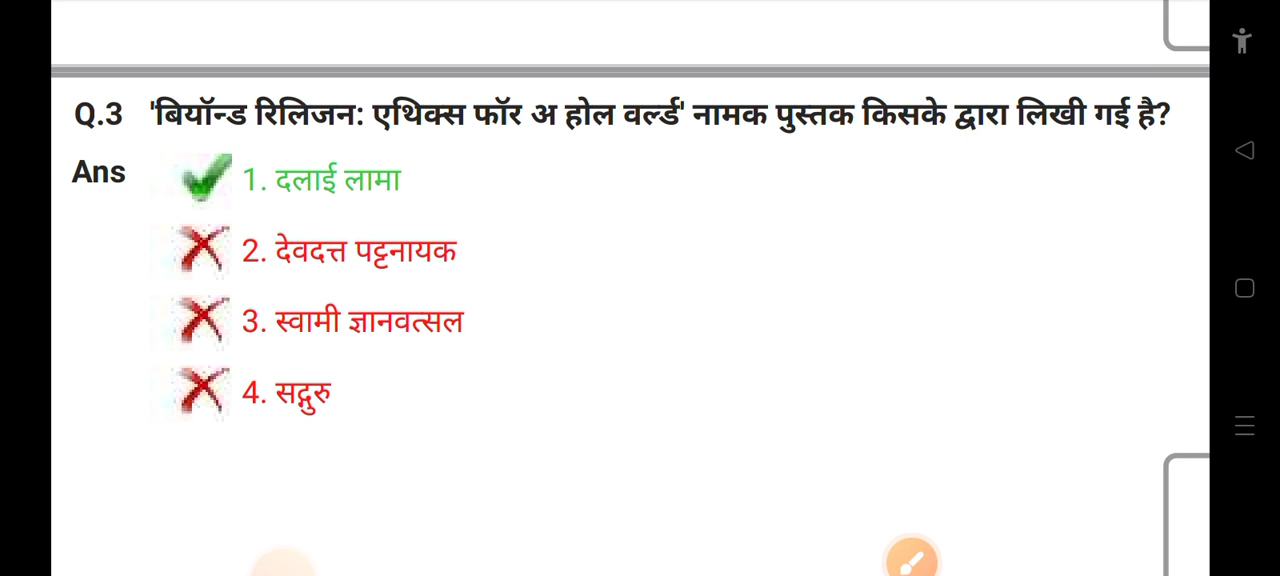 Q.3 'बियॉन्ड रिलिजन: एथिक्स फॉर अ होल वर्ल्ड' नामक पुस्तक किसके द्वारा लिखी गई है?
Ans 1. दलाई लामा
2. देवदत्त पट्टनायक
3. स्वामी ज्ञानवत्सल
4. सद्गुरु